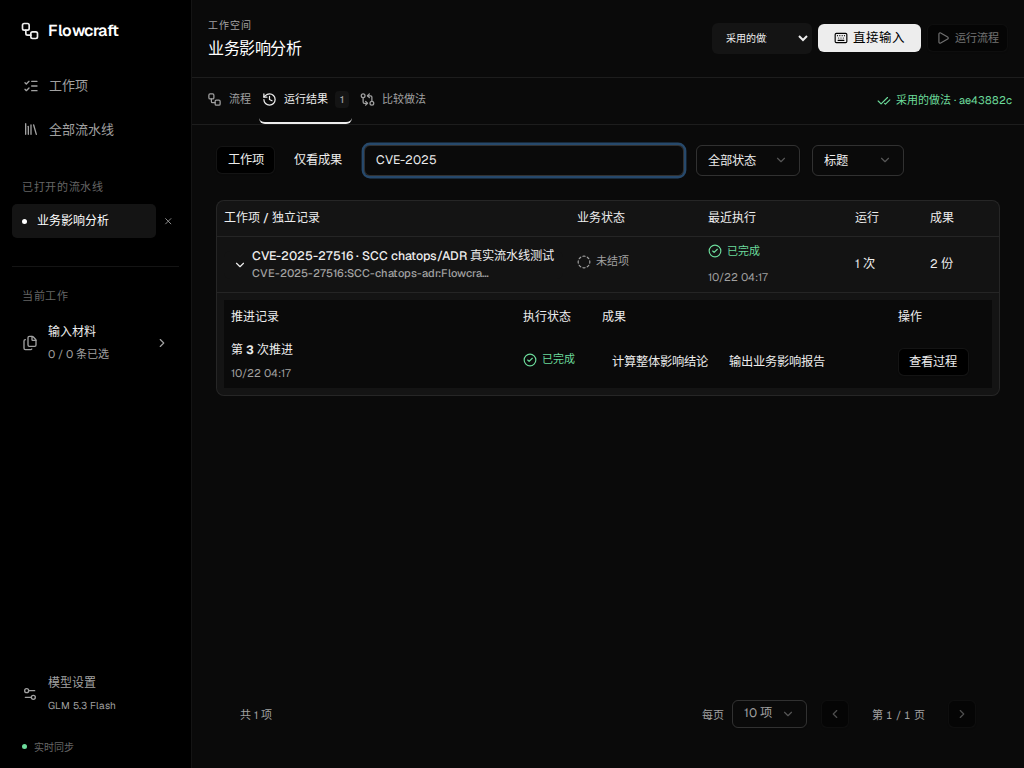 Flowcraft
工作项
全部流水线
已打开的流水线
业务影响分析
当前工作
输入材料
0 / 0 条已选
模型设置
GLM 5.3 Flash
实时同步
工作空间
业务影响分析
采用的做
直接输入
运行流程
流程
运行结果 1
比较做法
采用的做法 · ae43882c
工作项
仅看成果
CVE-2025
全部状态
标题
工作项 / 独立记录 业务状态 最近执行 运行 成果
CVE-2025-27516 · SCC chatops/ADR 真实流水线测试
CVE-2025-27516:SCC-chatops-adr:Flowcra...
未结项
已完成
10/22 04:17
1 次
2 份
推进记录 执行状态 成果 操作
第 3 次推进
10/22 04:17
已完成
计算整体影响结论
输出业务影响报告
查看过程
共 1 项
每页
10 项
第 1 / 1 页